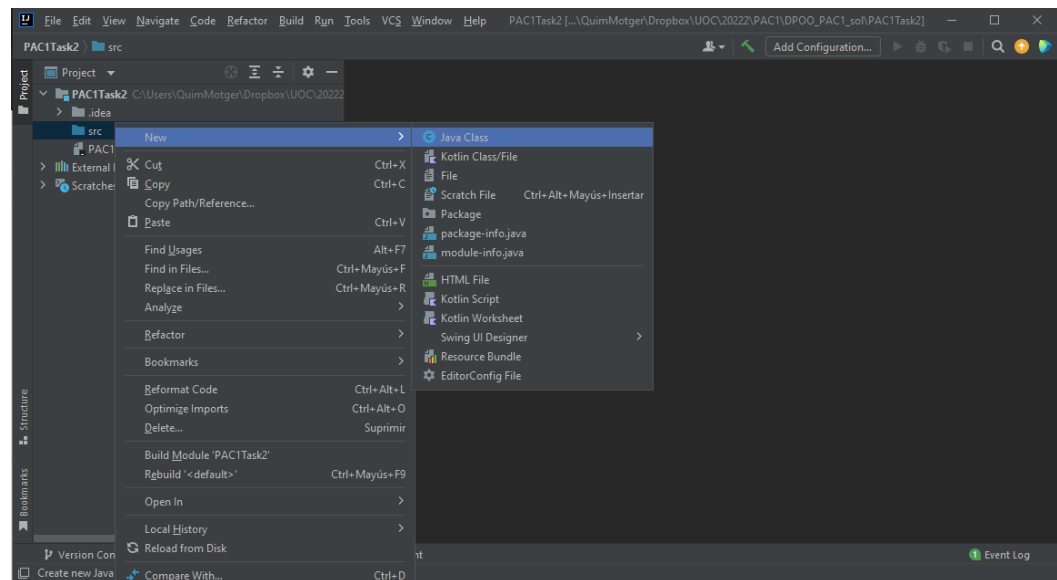 File Edit View Navigate Code Refactor Build Run Tools VCS Window Help PAC1Task2 [...\QuimMotger\Dropbox\UOC\20222\PAC1\DPOO_PAC1_sol\PAC1Task2]
PAC1Task2 src Add Configuration...
Project
Project
PAC1Task2 C:\Users\QuimMotger\Dropbox\UOC\20222
.idea
src
PAC1
External
Scratche
New
Cut Ctrl+X
Copy Ctrl+C
Copy Path/Reference...
Paste Ctrl+V
Find Usages Alt+F7
Find in Files... Ctrl+Mayús+F
Replace in Files... Ctrl+Mayús+R
Analyze
Refactor
Bookmarks
Reformat Code Ctrl+Alt+L
Optimize Imports Ctrl+Alt+O
Delete... Suprimir
Build Module 'PAC1Task2'
Rebuild '<default>' Ctrl+Mayús+F9
Open In
Local History
Reload from Disk
Compare With... Ctrl+D
Java Class
Kotlin Class/File
File
Scratch File Ctrl+Alt+Mayús+Insertar
Package
package-info.java
module-info.java
HTML File
Kotlin Script
Kotlin Worksheet
Swing UI Designer
Resource Bundle
EditorConfig File
Structure
Bookmarks
Version Con nt 1 Event Log
Create new Java